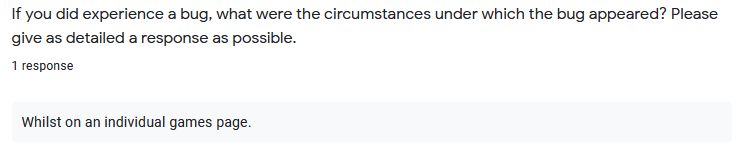 If you did experience a bug, what were the circumstances under which the bug appeared? Please
give as detailed a response as possible.
1 response
Whilst on an individual games page.